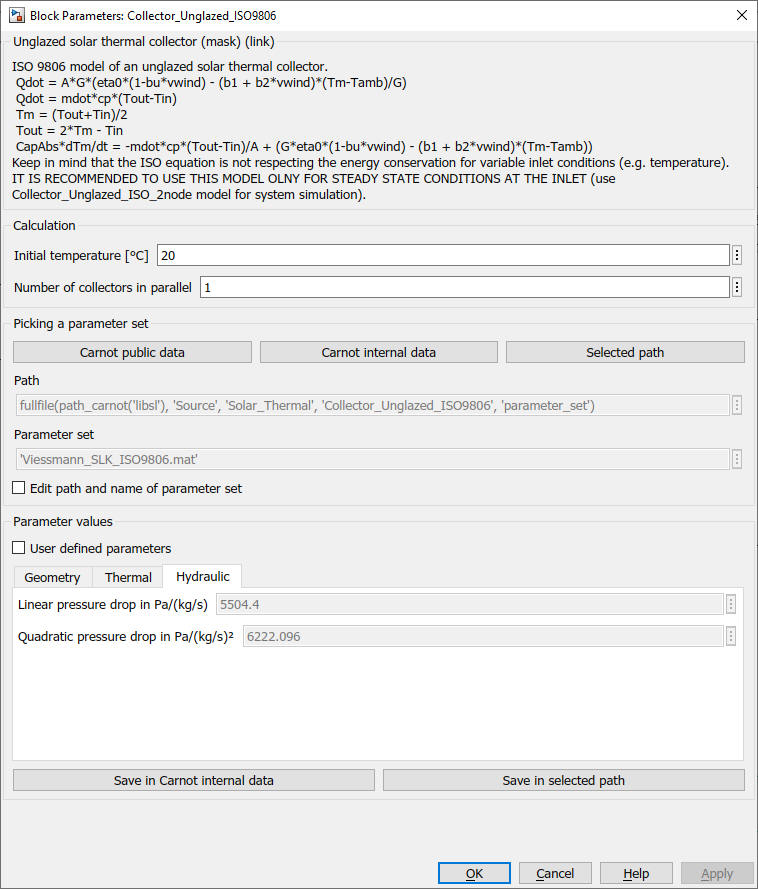 Block Parameters: Collector_Unglazed_ISO9806
Unglazed solar thermal collector (mask) (link)
ISO 9806 model of an unglazed solar thermal collector.
Qdot = A*G*(eta0*(1-bu*vwind) - (b1 + b2*vwind)*(Tm-Tamb)/G)
Qdot = mdot*cp*(Tout-Tin)
Tm = (Tout+Tin)/2
Tout = 2*Tm - Tin
CapAbs*dTm/dt = -mdot*cp*(Tout-Tin)/A + (G*eta0*(1-bu*vwind) - (b1 + b2*vwind)*(Tm-Tamb))
Keep in mind that the ISO equation is not respecting the energy conservation for variable inlet conditions (e.g. temperature).
IT IS RECOMMENDED TO USE THIS MODEL OLNY FOR STEADY STATE CONDITIONS AT THE INLET (use
Collector_Unglazed_ISO_2node model for system simulation).
Calculation
Initial temperature [°C] 20
Number of collectors in parallel 1
Picking a parameter set
Carnot public data Carnot internal data Selected path
Path
fullfile(path_carnot('libsl'), 'Source', 'Solar_Thermal', 'Collector_Unglazed_ISO9806', 'parameter_set')
Parameter set
'Viessmann_SLK_ISO9806.mat'
Edit path and name of parameter set
Parameter values
User defined parameters
Geometry Thermal Hydraulic
Linear pressure drop in Pa/(kg/s) 5504.4
Quadratic pressure drop in Pa/(kg/s)² 6222.096
Save in Carnot internal data Save in selected path
OK Cancel Help Apply